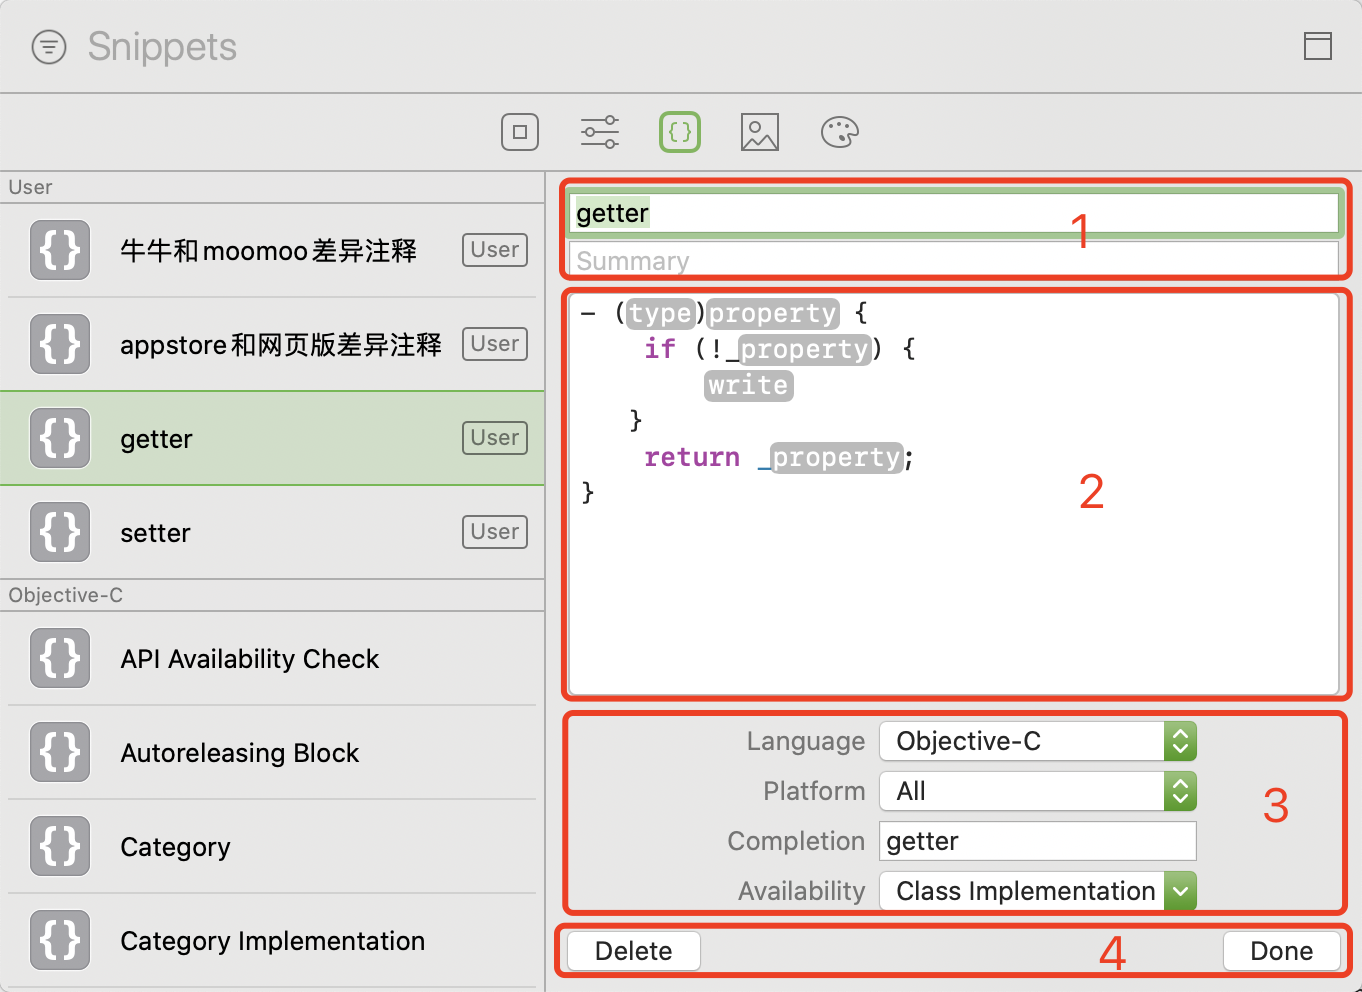 Snippets
User
牛牛和moomoo差异注释 User
appstore和网页版差异注释 User
getter User
setter User
Objective-C
API Availability Check
Autoreleasing Block
Category
Category Implementation
getter
1
Summary
– (type)property {
if (!_property) {
write
}
return _property;
}
2
Language Objective-C
Platform All
3
Completion getter
Availability Class Implementation
Delete 4 Done